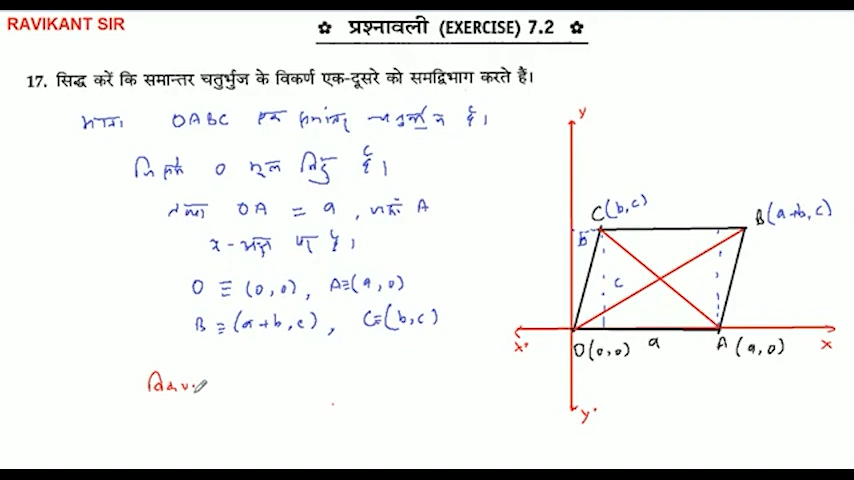 RAVIKANT SIR
✿ प्रश्नावली (EXERCISE) 7.2 ✿
17. सिद्ध करें कि समान्तर चतुर्भुज के विकर्ण एक-दूसरे को समद्विभाग करते हैं।
माना OABC एक समांतर चतुर्भुज है।
जिसमें O मूल बिंदु है।
तथा OA = a , जहाँ A
x-अक्ष पर है।
O ≡ (0,0), A≡(a,0)
B ≡ (a+b,c), C≡(b,c)
विकर्ण
Y
C(b,c)
B(a+b,c)
b
c
X'
O(0,0)
a
A (a,0)
X
Y'